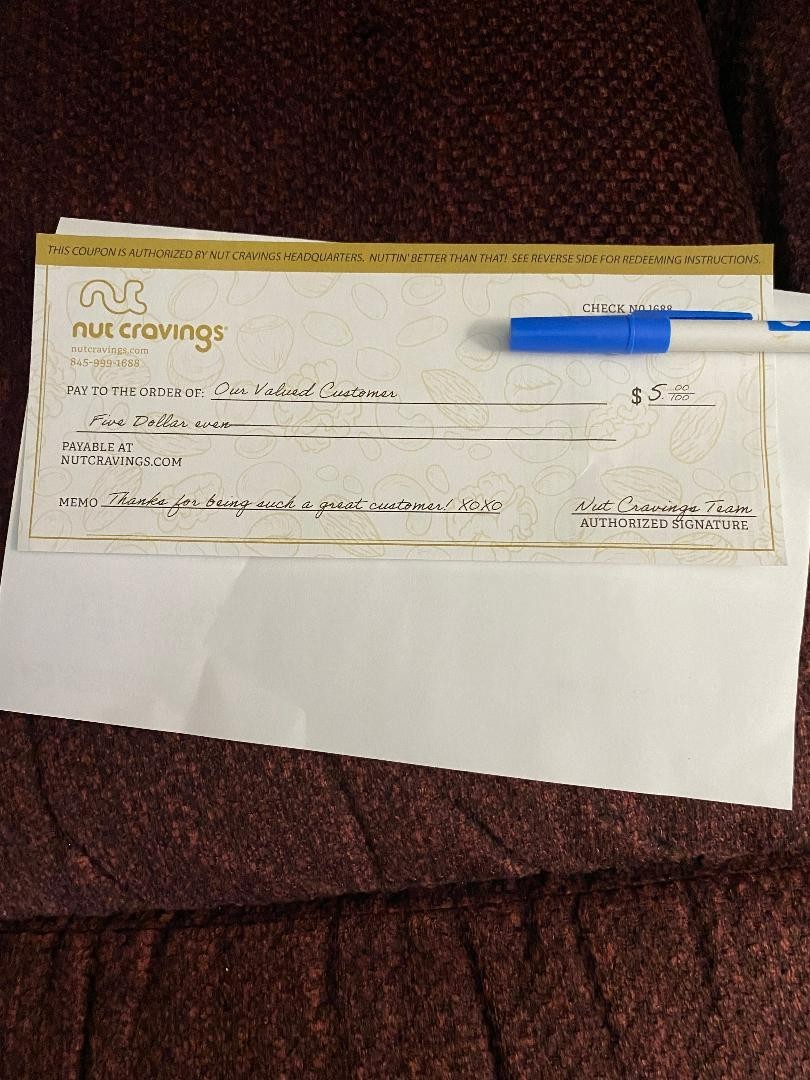 THIS COUPON IS AUTHORIZED BY NUT CRAVINGS HEADQUARTERS. NUTTIN' BETTER THAN THAT! SEE REVERSE SIDE FOR REDEEMING INSTRUCTIONS.
nut
nut cravings®
nutcravings.com
845-999-1688
CHECK NO.1688
PAY TO THE ORDER OF: Our Valued Customer $ 5. 00/100
Five Dollar even
PAYABLE AT
NUTCRAVINGS.COM
MEMO Thanks for being such a great customer! XOXO Nut Cravings Team
AUTHORIZED SIGNATURE